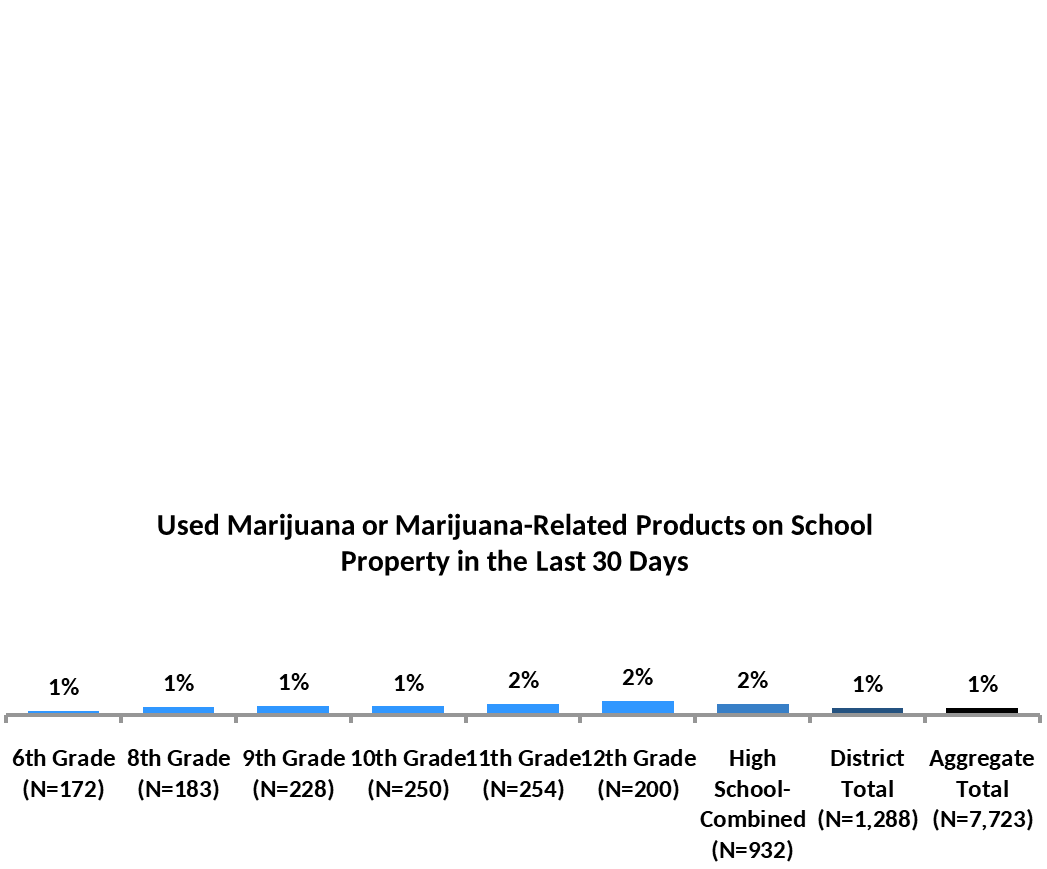 Used Marijuana or Marijuana-Related Products on School
Property in the Last 30 Days
1% 1% 1% 1% 2% 2% 2% 1% 1%
6th Grade 8th Grade 9th Grade 10th Grade 11th Grade 12th Grade High District Aggregate
(N=172) (N=183) (N=228) (N=250) (N=254) (N=200) School- Total Total
Combined (N=1,288) (N=7,723)
(N=932)